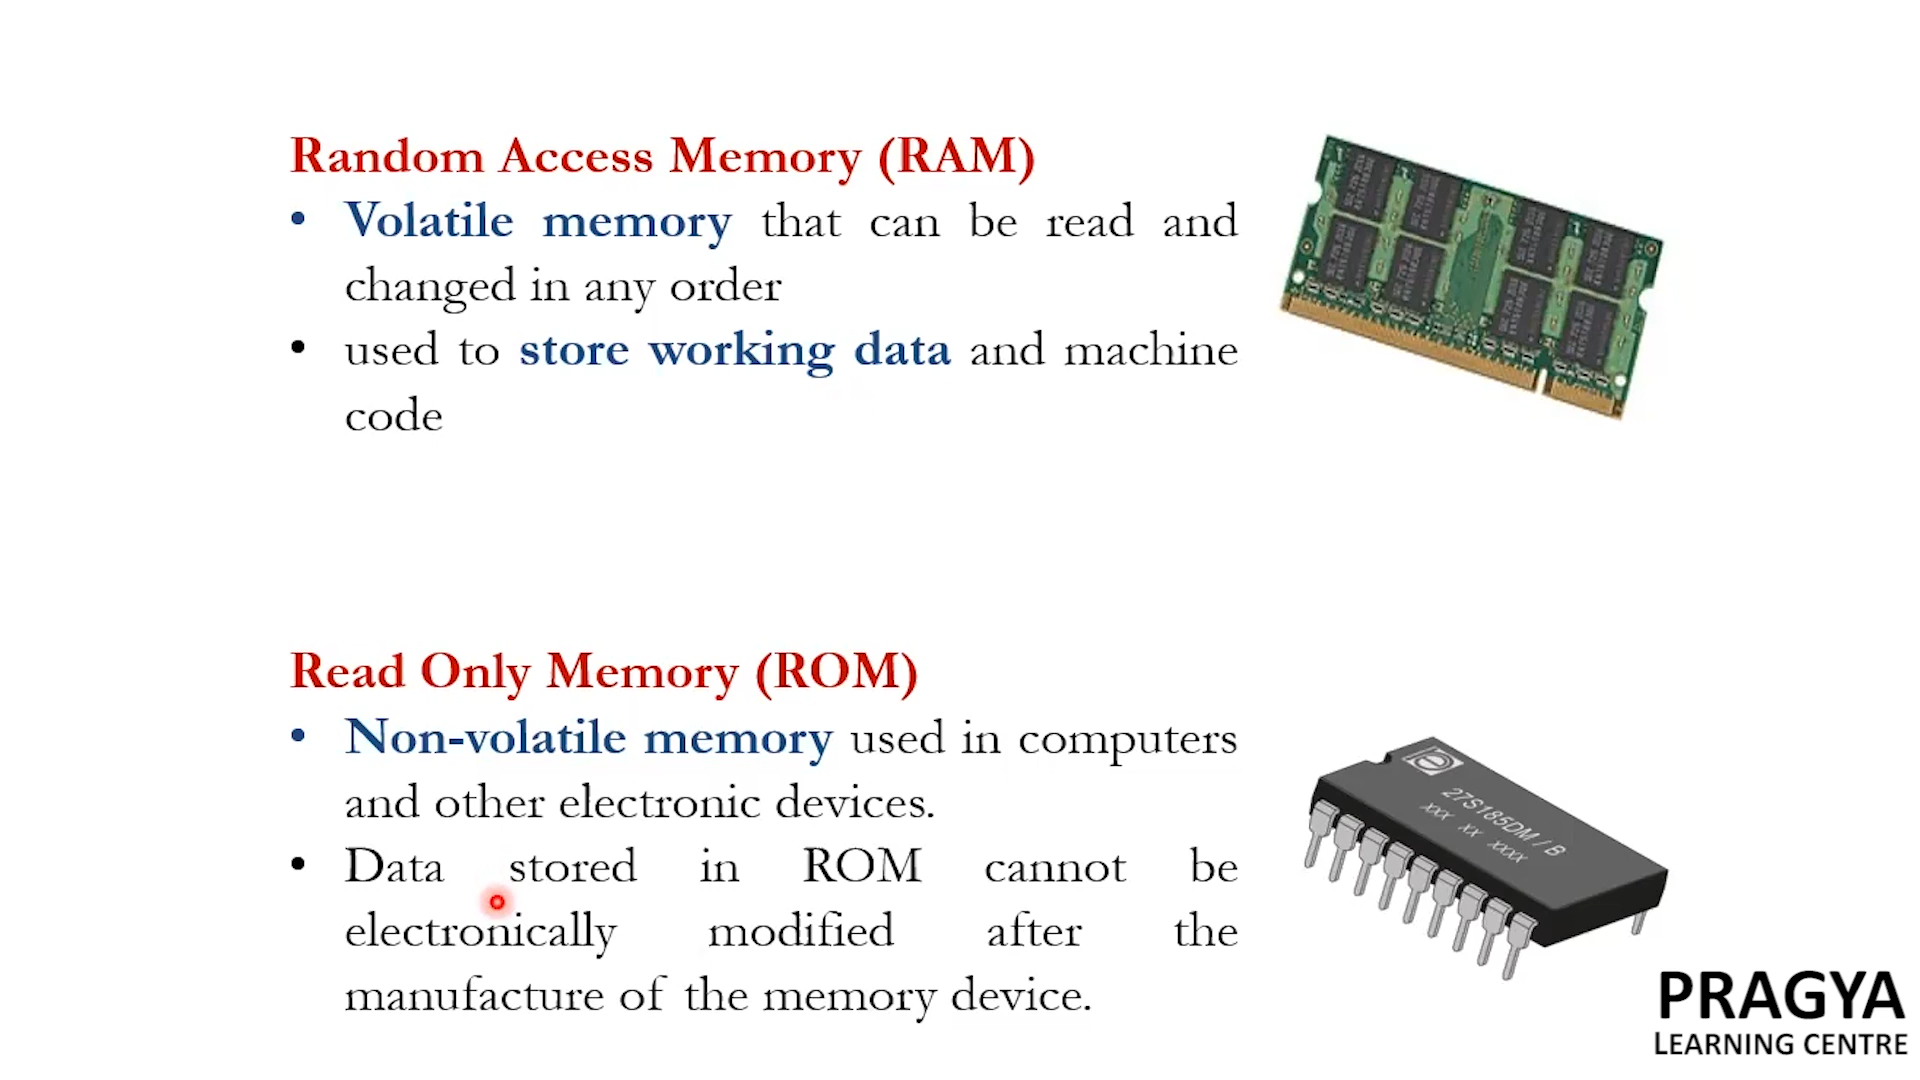 Random Access Memory (RAM)
• Volatile memory that can be read and
changed in any order
• used to store working data and machine
code
Read Only Memory (ROM)
• Non-volatile memory used in computers
and other electronic devices.
• Data stored in ROM cannot be
electronically modified after the
manufacture of the memory device.
27S185DM / B
XXX XX XXXX
PRAGYA
LEARNING CENTRE